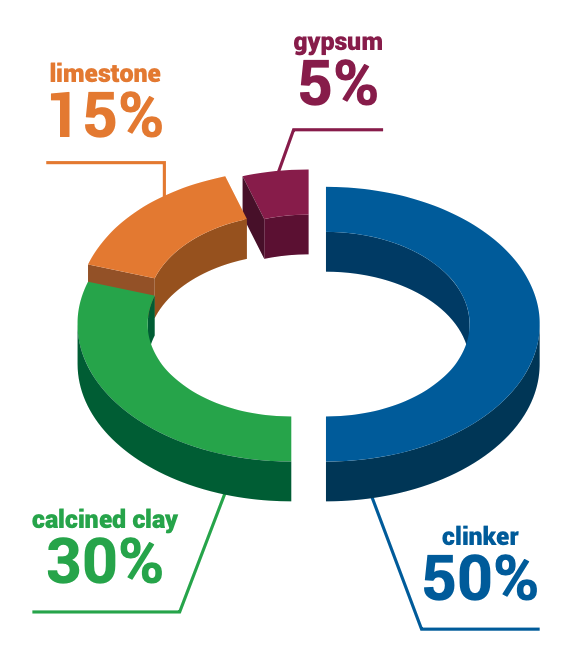 gypsum
5%
limestone
15%
calcined clay
30%
clinker
50%